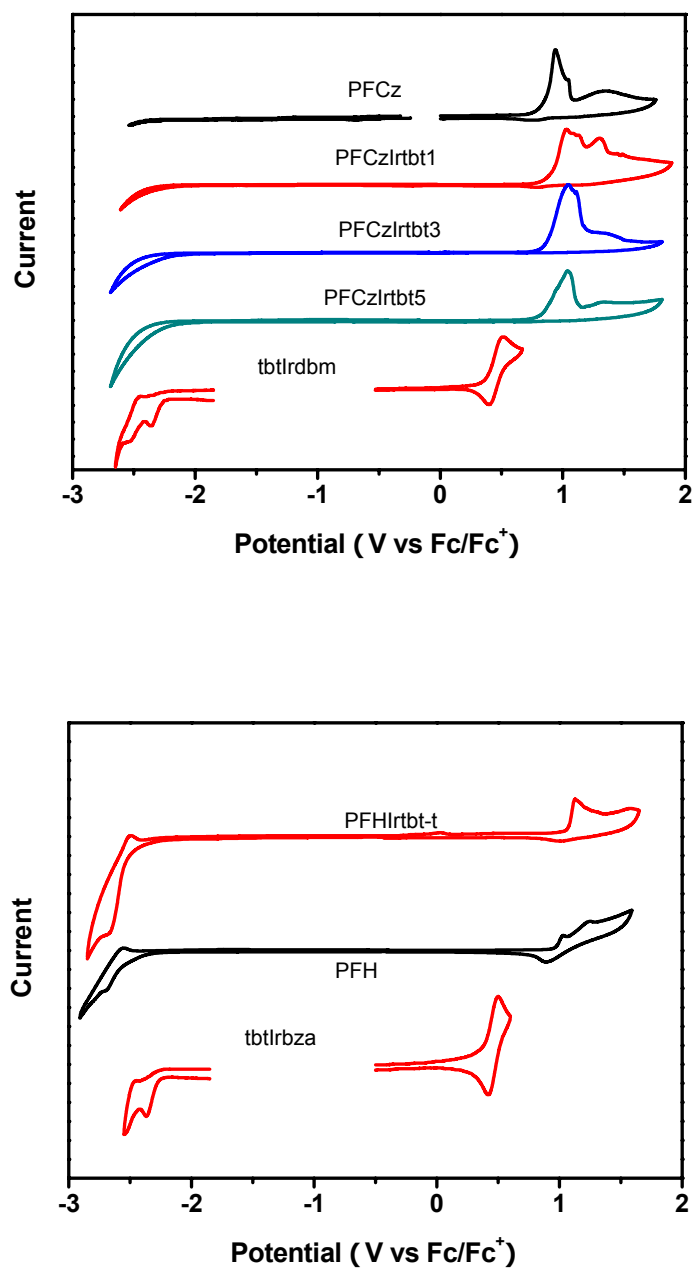 PFCz
PFCzIrtbt1
PFCzIrtbt3
PFCzIrtbt5
tbtIrdbm
Current
-3 -2 -1 0 1 2
Potential ( V vs Fc/Fc+)
PFHIrtbt-t
PFH
tbtIrbza
Current
-3 -2 -1 0 1 2
Potential ( V vs Fc/Fc+)